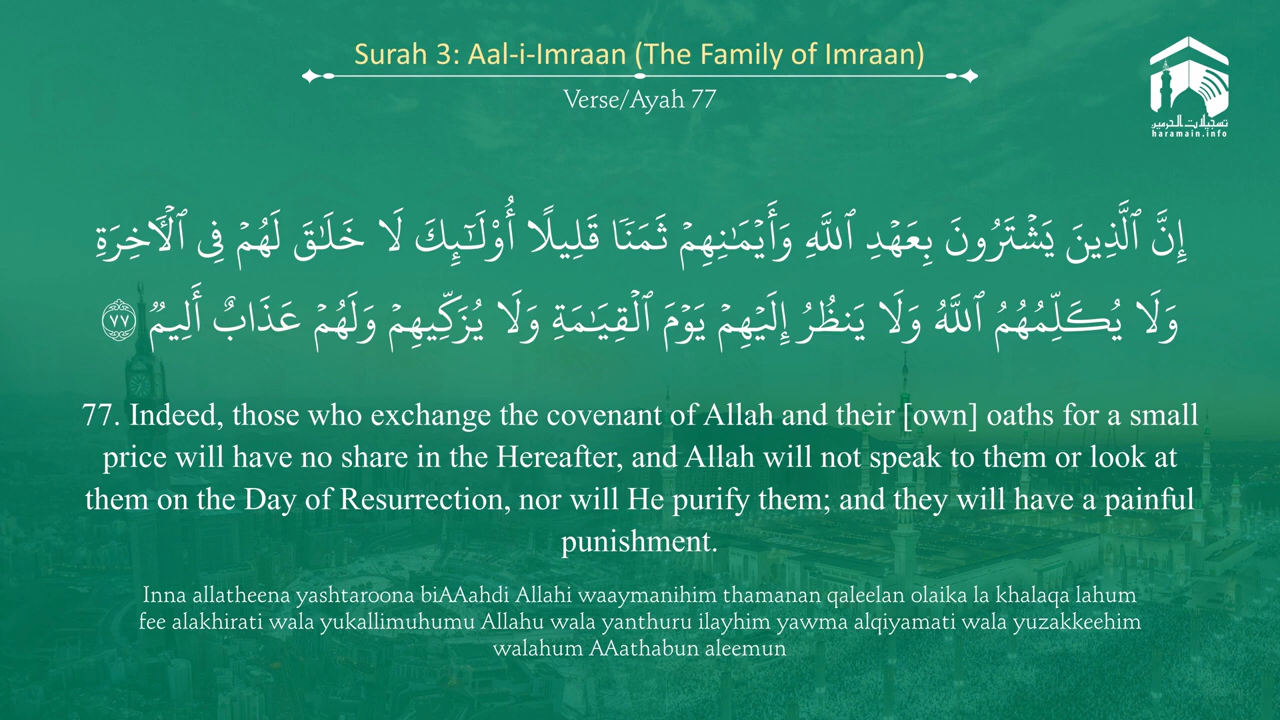 Surah 3: Aal-i-Imraan (The Family of Imraan)
Verse/Ayah 77
تسجيلات الحرمين
haramain.info
إِنَّ ٱلَّذِينَ يَشْتَرُونَ بِعَهْدِ ٱللَّهِ وَأَيْمَـٰنِهِمْ ثَمَنًا قَلِيلًا أُو۟لَـٰٓئِكَ لَا خَلَـٰقَ لَهُمْ فِى ٱلْـَٔاخِرَةِ
وَلَا يُكَلِّمُهُمُ ٱللَّهُ وَلَا يَنظُرُ إِلَيْهِمْ يَوْمَ ٱلْقِيَـٰمَةِ وَلَا يُزَكِّيهِمْ وَلَهُمْ عَذَابٌ أَلِيمٌ ٧٧
77. Indeed, those who exchange the covenant of Allah and their [own] oaths for a small
price will have no share in the Hereafter, and Allah will not speak to them or look at
them on the Day of Resurrection, nor will He purify them; and they will have a painful
punishment.
Inna allatheena yashtaroona biAAahdi Allahi waaymanihim thamanan qaleelan olaika la khalaqa lahum
fee alakhirati wala yukallimuhumu Allahu wala yanthuru ilayhim yawma alqiyamati wala yuzakkeehim
walahum AAathabun aleemun